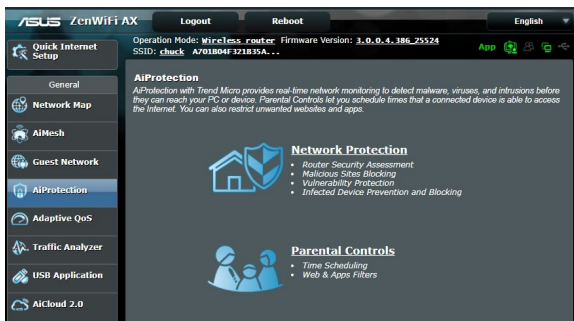 ASUS ZenWiFi AX Logout Reboot English
Operation Mode: Wireless router Firmware Version: 3.0.0.4.386_25524
SSID: chuck A701B04F321B35A...
App
Quick Internet
Setup
General
Network Map
AiMesh
Guest Network
AiProtection
Adaptive QoS
Traffic Analyzer
USB Application
AiCloud 2.0
AiProtection
AiProtection with Trend Micro provides real-time network monitoring to detect malware, viruses, and intrusions before
they can reach your PC or device. Parental Controls let you schedule times that a connected device is able to access
the Internet. You can also restrict unwanted websites and apps.
Network Protection
• Router Security Assessment
• Malicious Sites Blocking
• Vulnerability Protection
• Infected Device Prevention and Blocking
Parental Controls
• Time Scheduling
• Web & Apps Filters